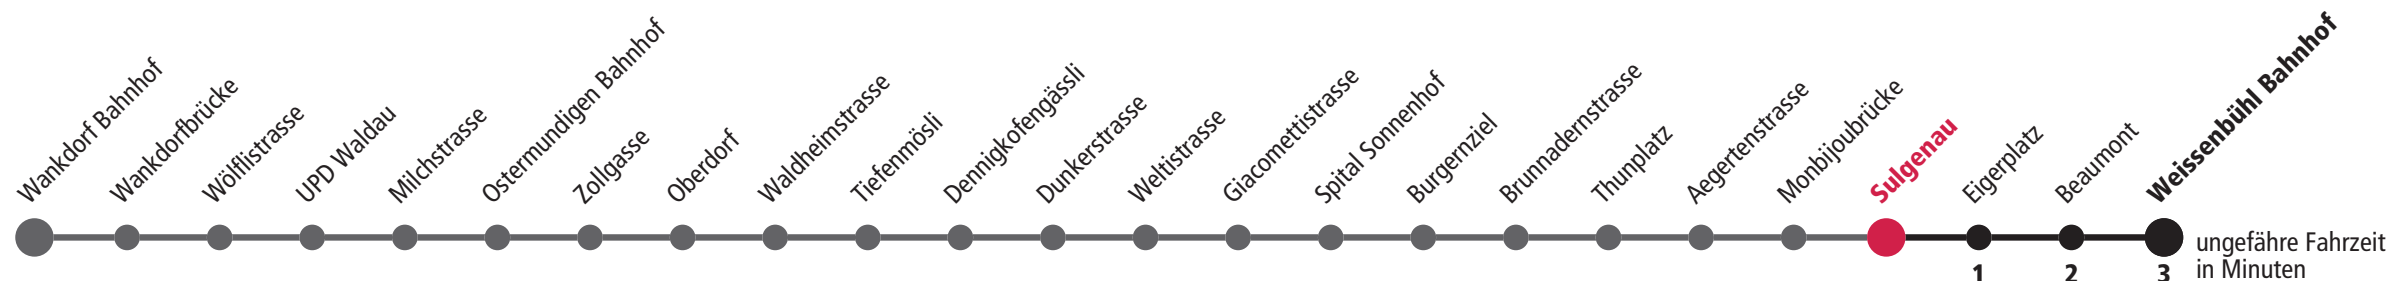 Wankdorf Bahnhof
Wankdorfbrücke
Wölflistrasse
UPD Waldau
Milchstrasse
Ostermundigen Bahnhof
Zollgasse
Oberdorf
Waldheimstrasse
Tiefenmösli
Dennigkofengässli
Dunkerstrasse
Weltistrasse
Giacomettistrasse
Spital Sonnenhof
Burgernziel
Brunnadernstrasse
Thunplatz
Aegertenstrasse
Monbijoubrücke
Sulgenau
Eigerplatz
Beaumont
Weissenbühl Bahnhof
1 2 3
ungefähre Fahrzeit
in Minuten